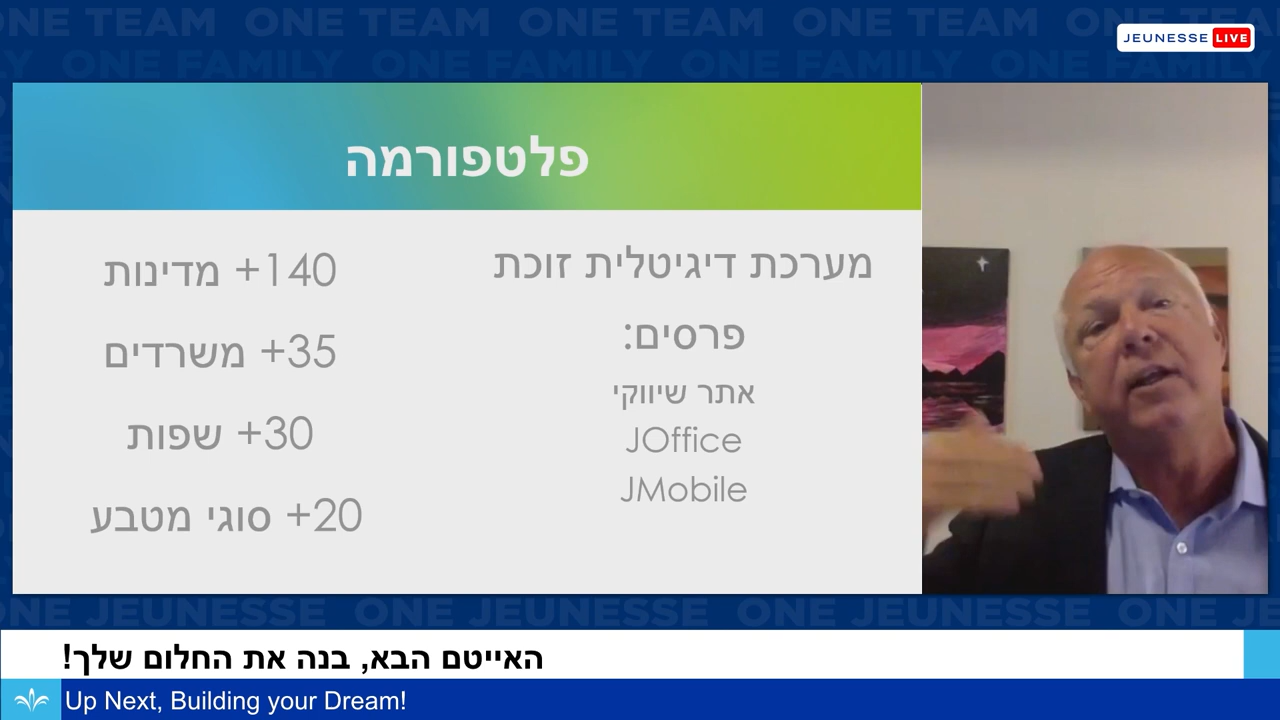 ONE TEAM ONE TEAM ONE TEAM ONE TEAM
ONE FAMILY ONE FAMILY ONE FAMILY
JEUNESSE LIVE
פלטפורמה
מערכת דיגיטלית זוכת
פרסים:
אתר שיווקי
JOffice
JMobile
140+ מדינות
35+ משרדים
30+ שפות
20+ סוגי מטבע
ONE JEUNESSE ONE JEUNESSE ONE JEUNESSE
האייטם הבא, בנה את החלום שלך!
Up Next, Building your Dream!